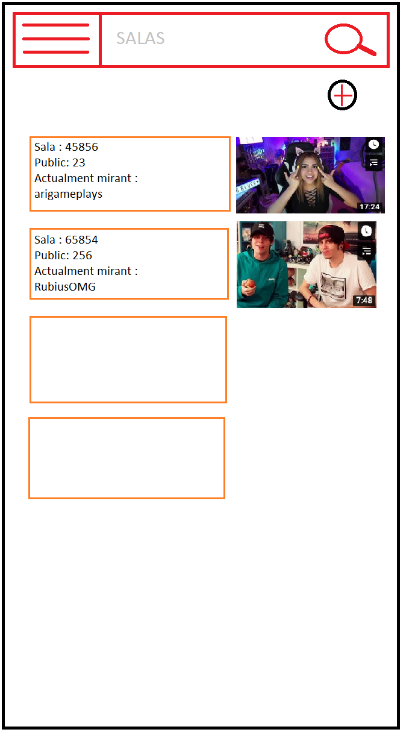 SALAS
Sala : 45856
Public: 23
Actualment mirant :
arigameplays
17:24
Sala : 65854
Public: 256
Actualment mirant :
RubiusOMG
7:48